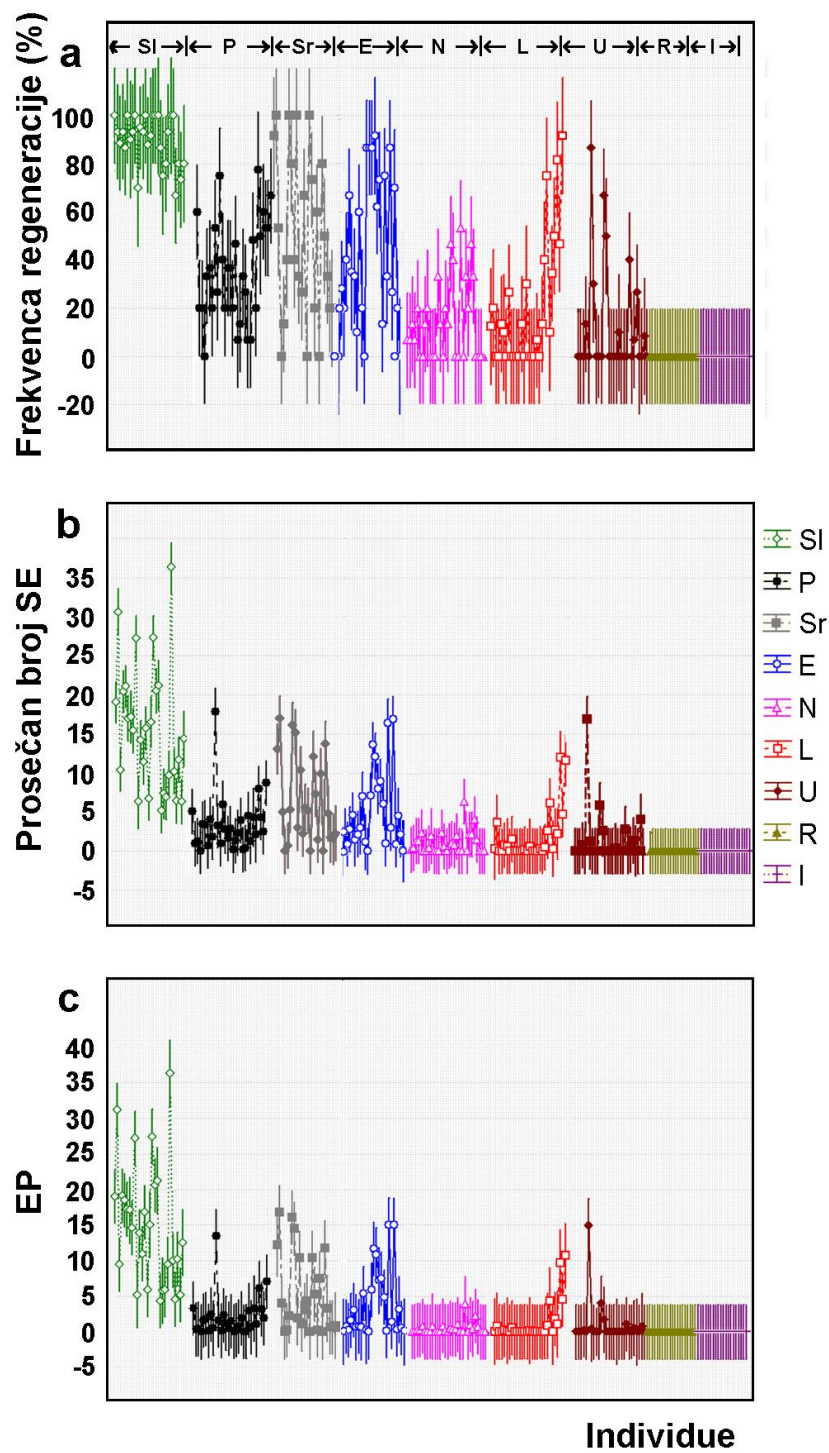 a
Sl P Sr E N L U R I
Frekvenca regeneracije (%)
100
80
60
40
20
0
-20
b
Prosečan broj SE
35
30
25
20
15
10
5
0
-5
Sl
P
Sr
E
N
L
U
R
I
c
EP
40
35
30
25
20
15
10
5
0
-5
Individue